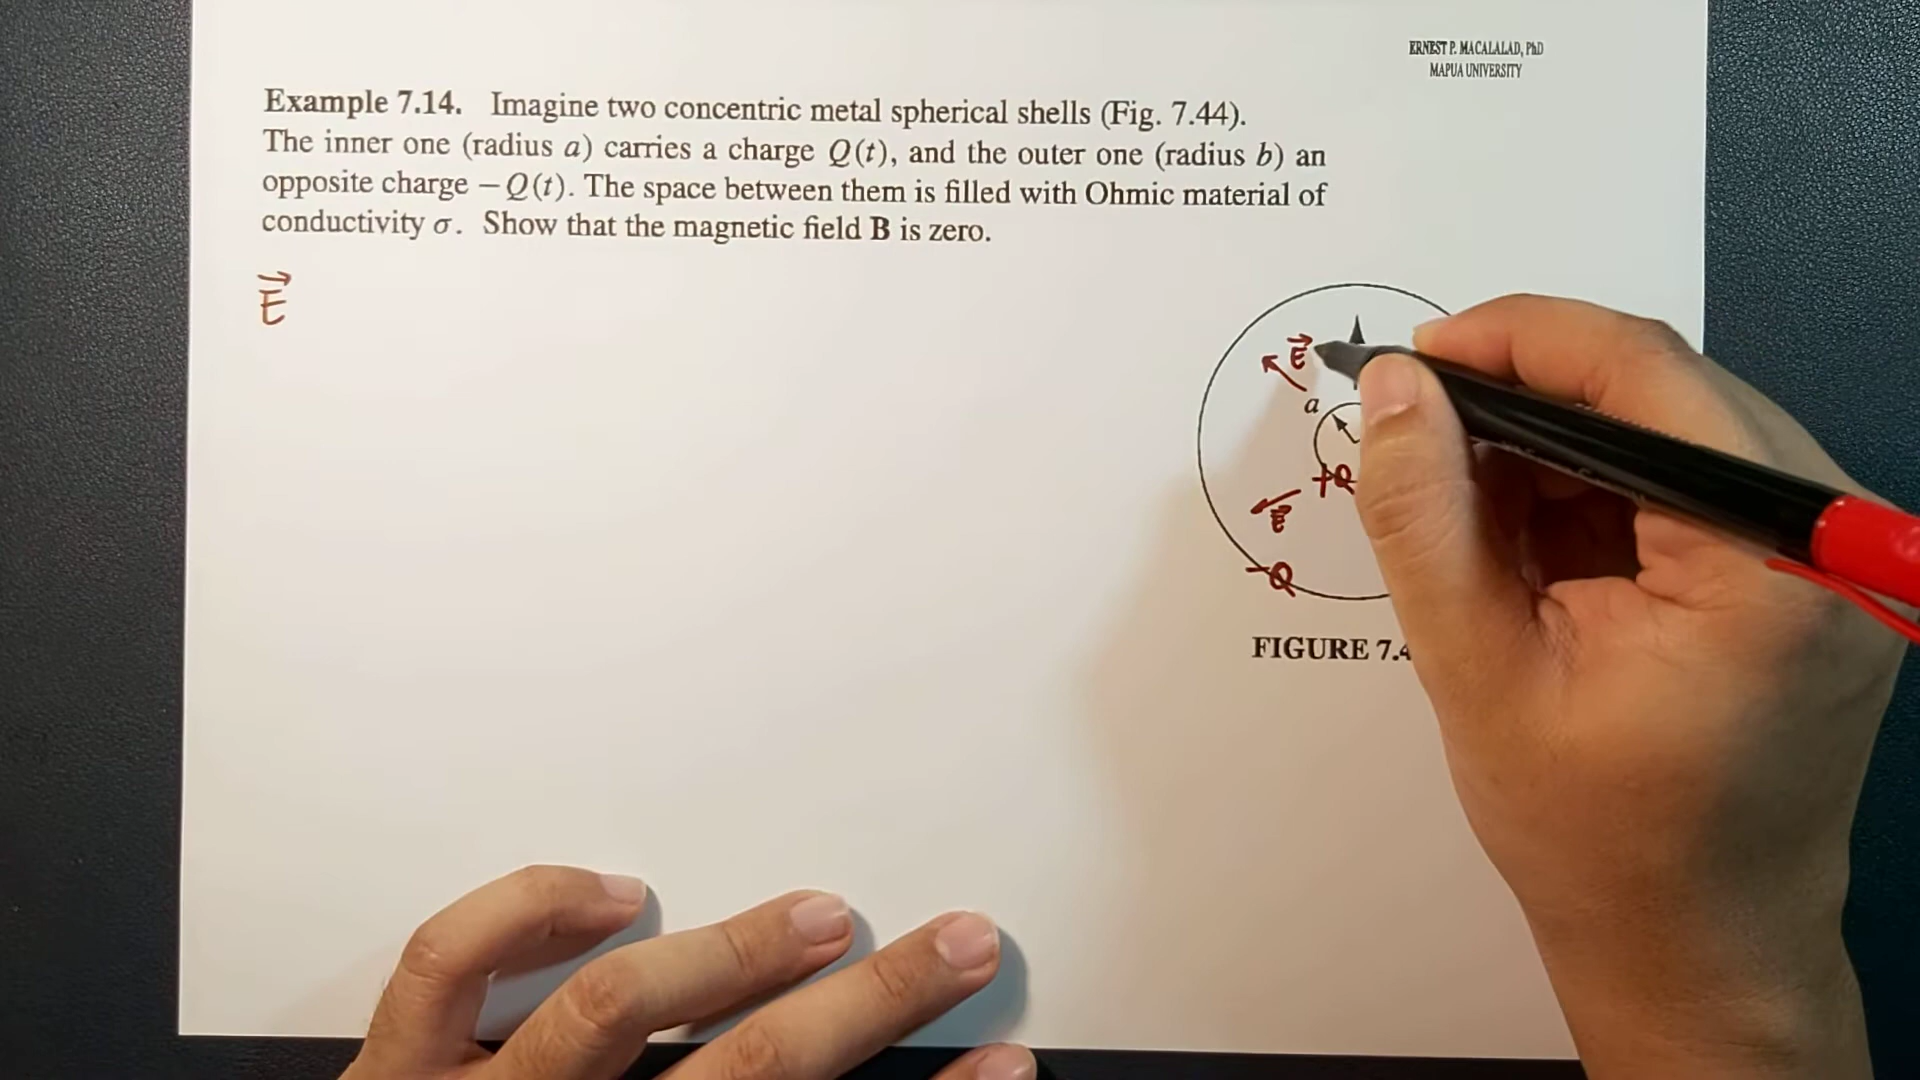 ERNEST P. MACALALAD, PhD
MAPUA UNIVERSITY
Example 7.14. Imagine two concentric metal spherical shells (Fig. 7.44).
The inner one (radius a) carries a charge Q(t), and the outer one (radius b) an
opposite charge −Q(t). The space between them is filled with Ohmic material of
conductivity σ. Show that the magnetic field B is zero.
E⃗
E⃗
a
+Q
E⃗
−Q
FIGURE 7.4